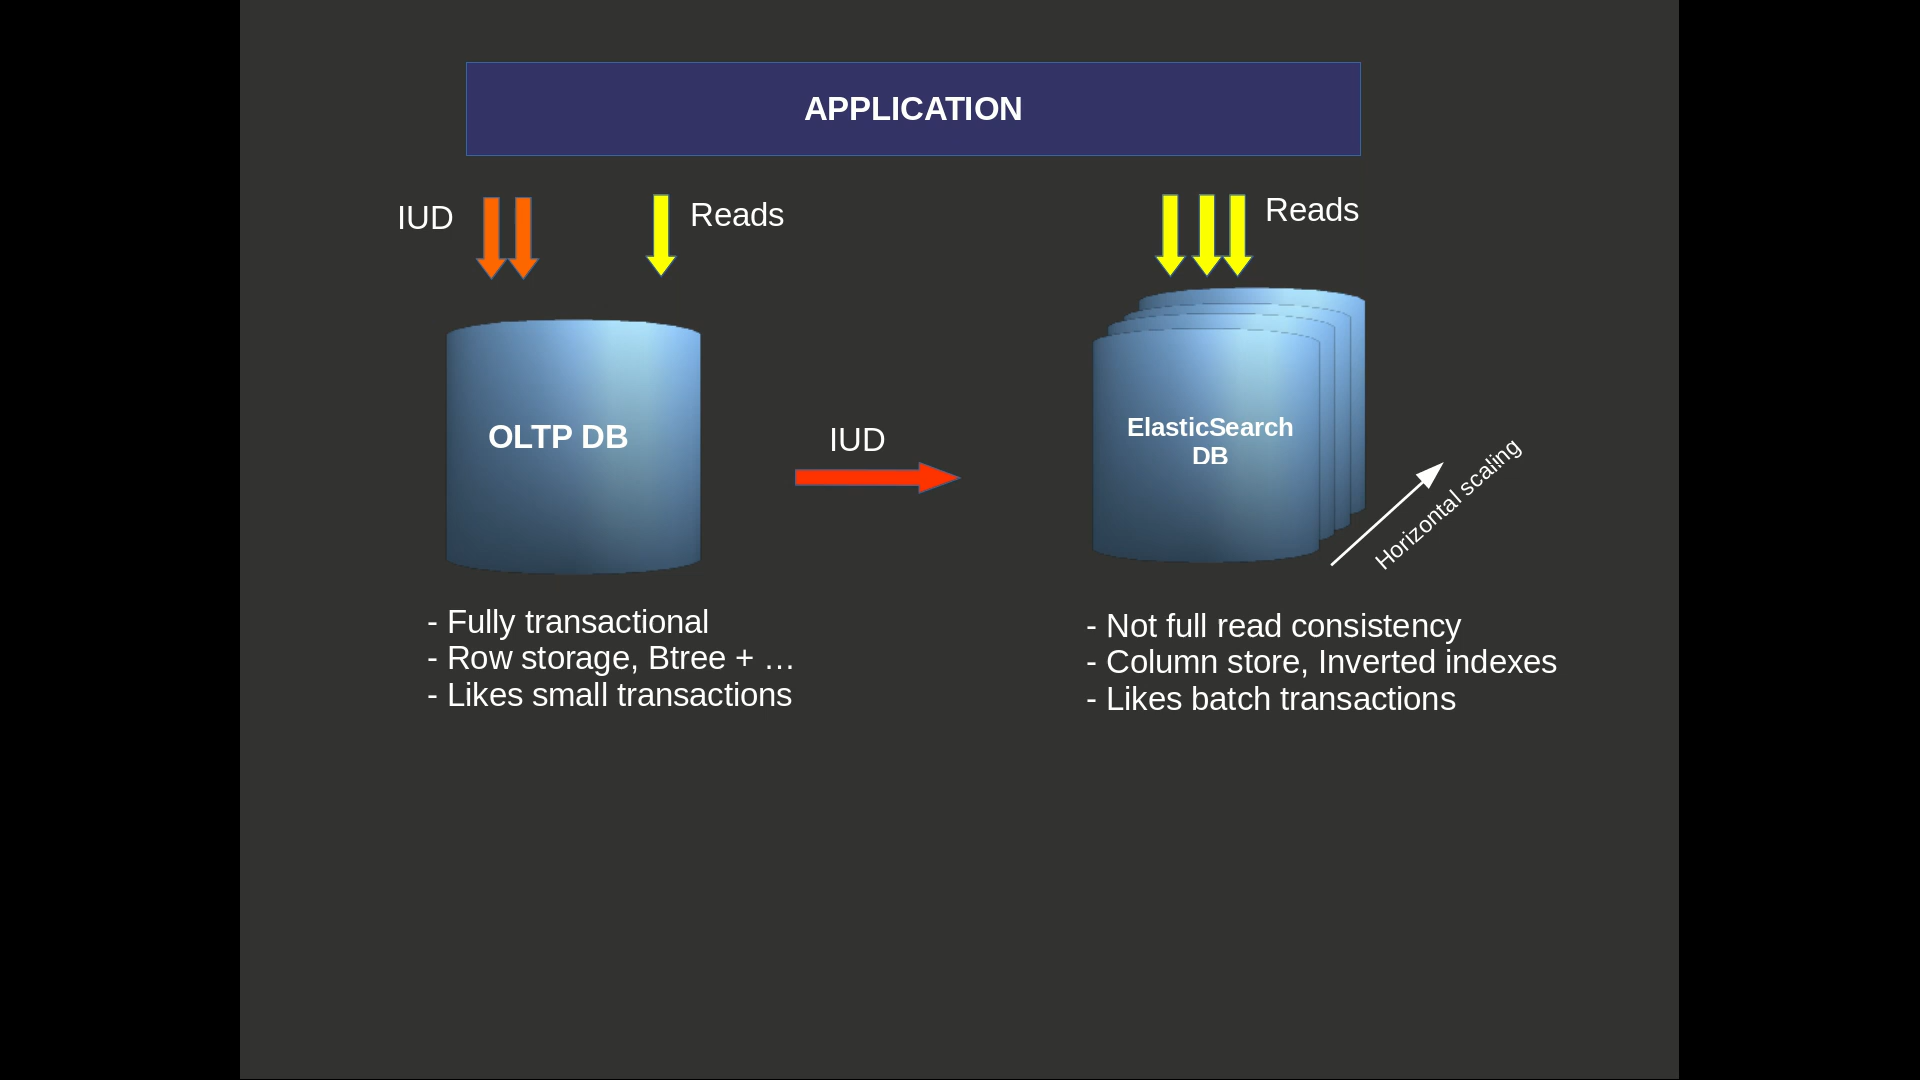 APPLICATION
IUD
Reads
Reads
OLTP DB
IUD
ElasticSearch
DB
Horizontal scaling
- Fully transactional
- Row storage, Btree + …
- Likes small transactions
- Not full read consistency
- Column store, Inverted indexes
- Likes batch transactions